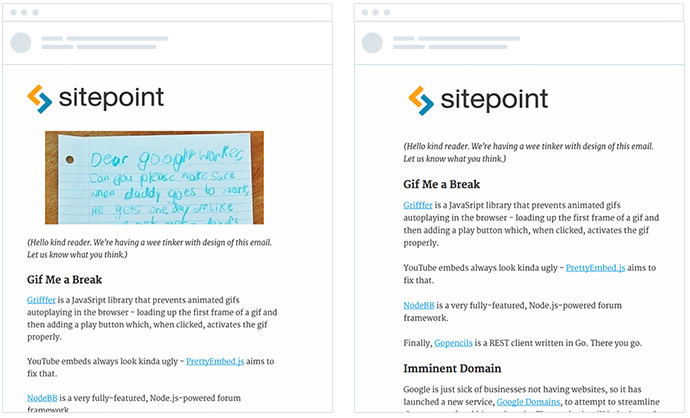 sitepoint
Dear google worker,
Can you please make sure
when daddy goes to work,
He gets one day off like
(Hello kind reader. We're having a wee tinker with design of this email.
Let us know what you think.)
Gif Me a Break
Grifffer is a JavaSript library that prevents animated gifs
autoplaying in the browser - loading up the first frame of a gif and
then adding a play button which, when clicked, activates the gif
properly.
YouTube embeds always look kinda ugly - PrettyEmbed.js aims to
fix that.
NodeBB is a very fully-featured, Node.js-powered forum
framework.
sitepoint
(Hello kind reader. We're having a wee tinker with design of this email.
Let us know what you think.)
Gif Me a Break
Grifffer is a JavaSript library that prevents animated gifs
autoplaying in the browser - loading up the first frame of a gif and
then adding a play button which, when clicked, activates the gif
properly.
YouTube embeds always look kinda ugly - PrettyEmbed.js aims to
fix that.
NodeBB is a very fully-featured, Node.js-powered forum
framework.
Finally, Gopencils is a REST client written in Go. There you go.
Imminent Domain
Google is just sick of businesses not having websites, so it has
launched a new service, Google Domains, to attempt to streamline